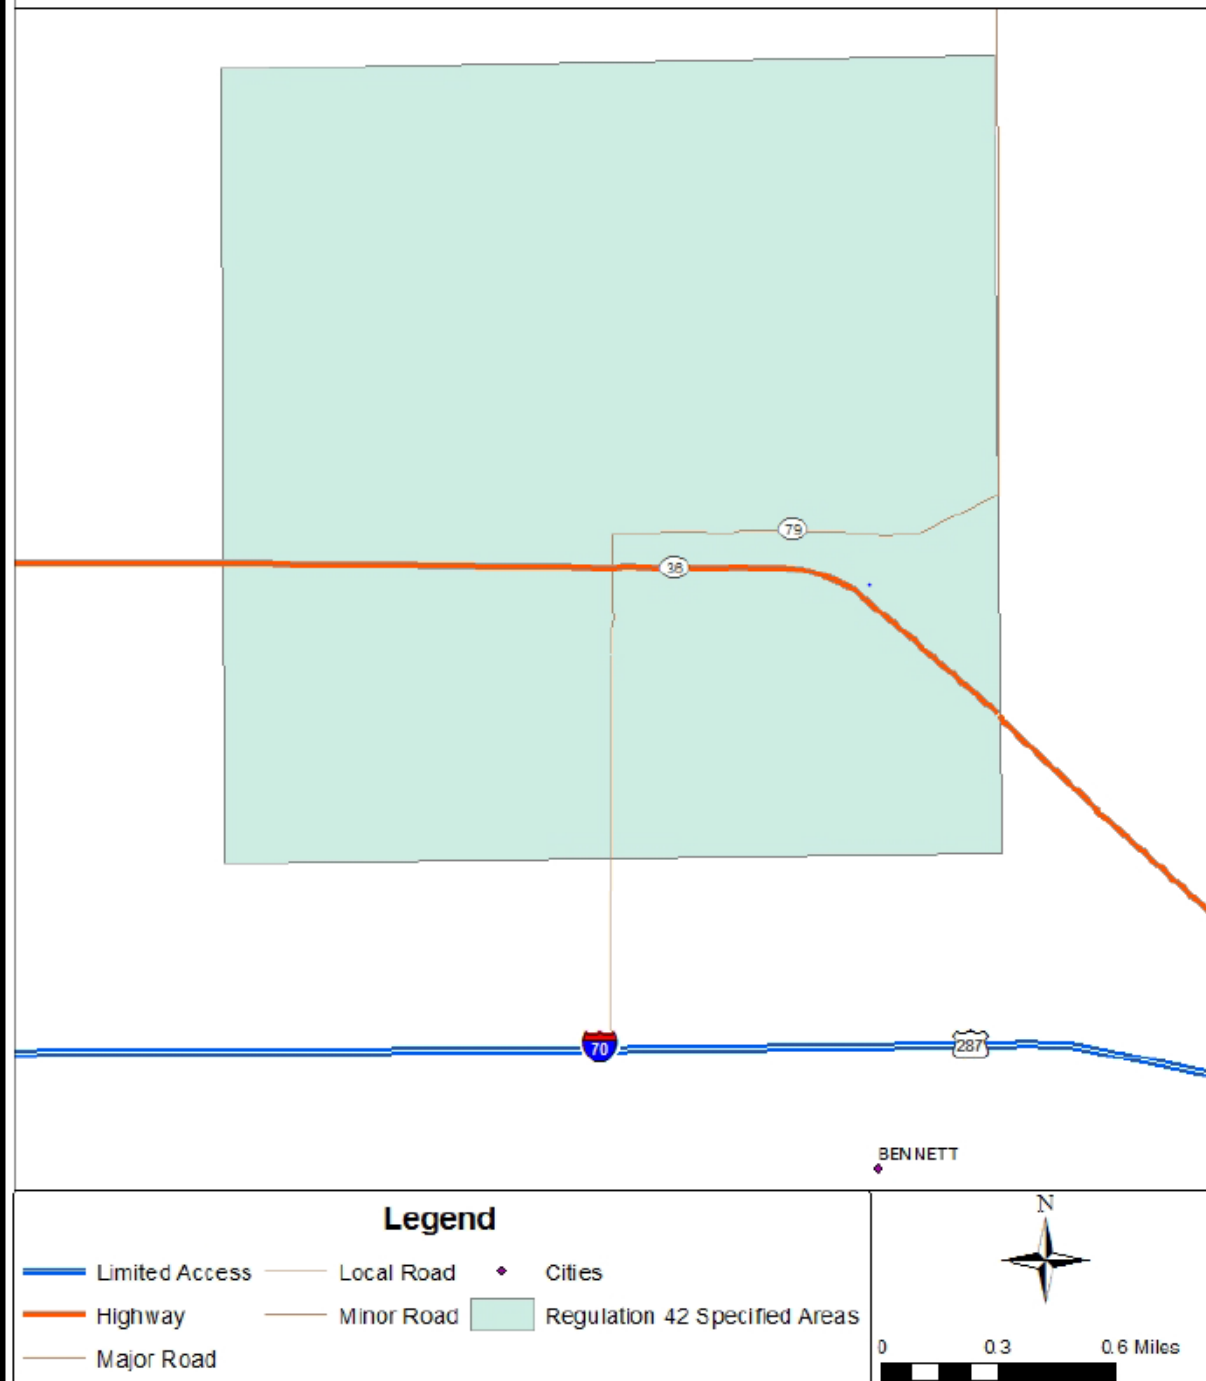 79
36
70
287
BENNETT
Legend
Limited Access
Local Road
Cities
Highway
Minor Road
Regulation 42 Specified Areas
Major Road
N
0 0.3 0.6 Miles